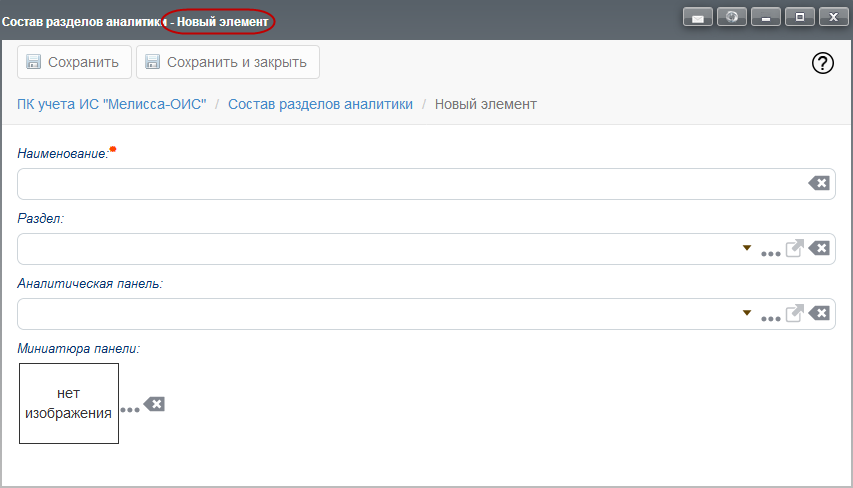 Состав разделов аналитики - Новый элемент
Сохранить Сохранить и закрыть
ПК учета ИС "Мелисса-ОИС" / Состав разделов аналитики / Новый элемент
Наименование:
Раздел:
Аналитическая панель:
Миниатюра панели:
нет
изображения